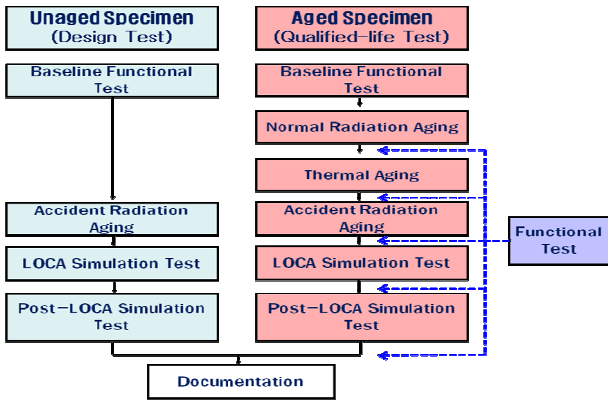 Unaged Specimen
(Design Test)
Baseline Functional
Test
Accident Radiation
Aging
LOCA Simulation Test
Post-LOCA Simulation
Test
Aged Specimen
(Qualified-life Test)
Baseline Functional
Test
Normal Radiation Aging
Thermal Aging
Accident Radiation
Aging
LOCA Simulation Test
Post-LOCA Simulation
Test
Functional
Test
Documentation